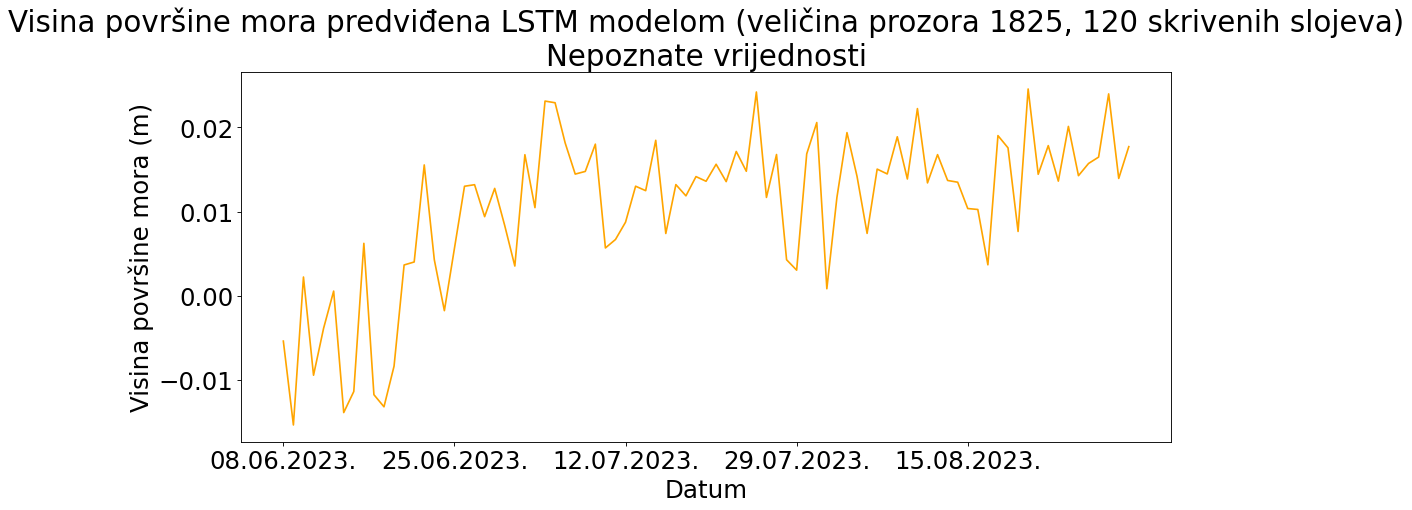 Visina površine mora predviđena LSTM modelom (veličina prozora 1825, 120 skrivenih slojeva)
Nepoznate vrijednosti
Visina površine mora (m)
0.02
0.01
0.00
−0.01
08.06.2023. 25.06.2023. 12.07.2023. 29.07.2023. 15.08.2023.
Datum